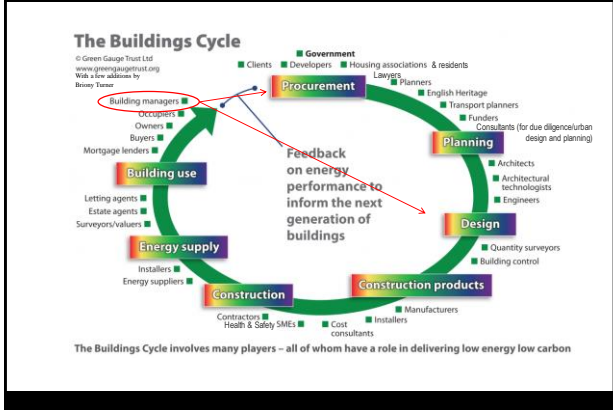 The Buildings Cycle
© Green Gauge Trust Ltd
www.greengaugetrust.org
With a few additions by
Briony Turner
Government
Clients Developers Housing associations & residents
Lawyers
Procurement
Planners
English Heritage
Transport planners
Funders
Consultants (for due diligence/urban
design and planning)
Planning
Architects
Architectural
technologists
Engineers
Design
Quantity surveyors
Building control
Construction products
Manufacturers
Installers
Cost
consultants
Contractors
Health & Safety SMEs
Construction
Energy suppliers
Installers
Energy supply
Surveyors/valuers
Estate agents
Letting agents
Building use
Mortgage lenders
Buyers
Owners
Occupiers
Building managers
Feedback
on energy
performance to
inform the next
generation of
buildings
The Buildings Cycle involves many players – all of whom have a role in delivering low energy low carbon